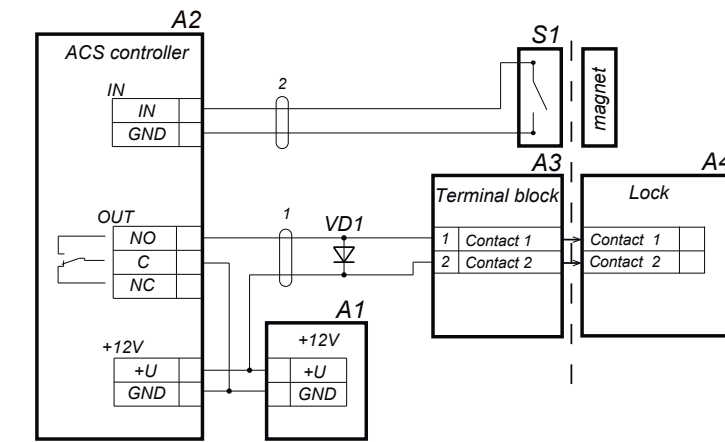 A2
ACS controller
S1
magnet
IN
IN
GND
2
A3
A4
Terminal block
Lock
OUT
NO
C
NC
1
VD1
1 Contact 1
2 Contact 2
Contact 1
Contact 2
A1
+12V
+U
GND
+12V
+U
GND